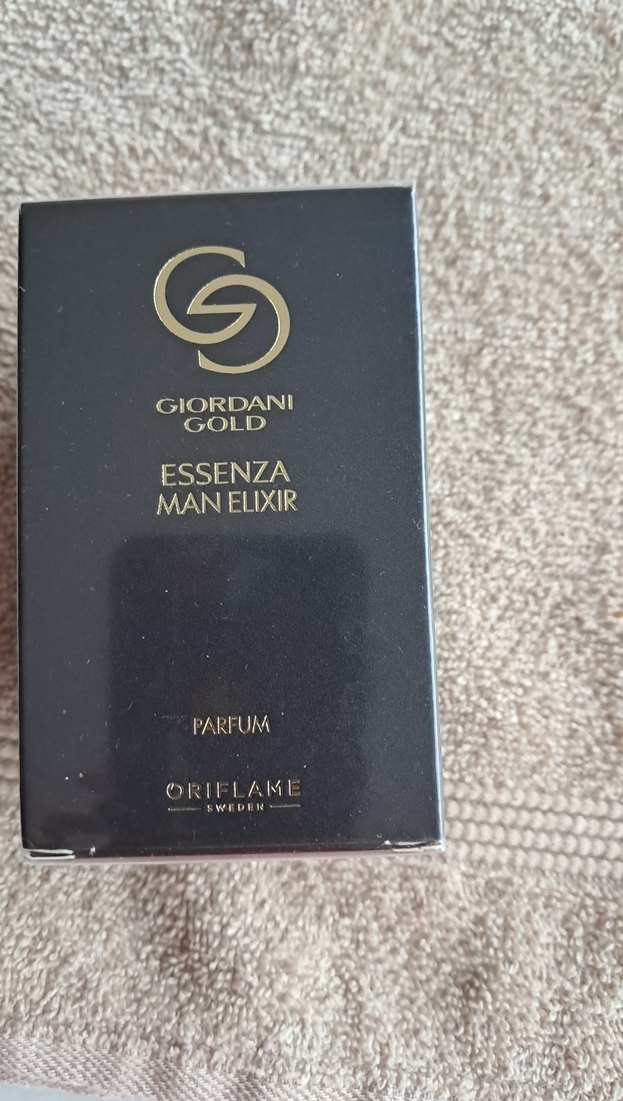 GIORDANI
GOLD
ESSENZA
MAN ELIXIR
PARFUM
ORIFLAME
SWEDEN